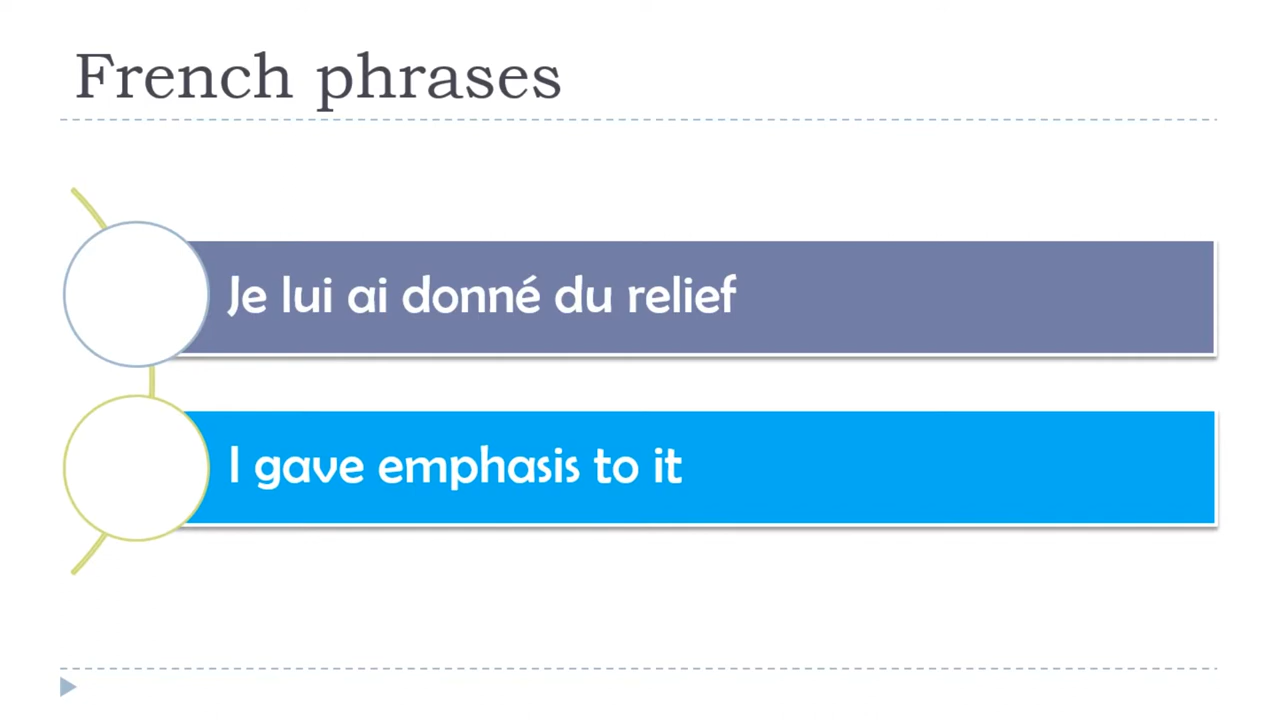 French phrases
Je lui ai donné du relief
I gave emphasis to it